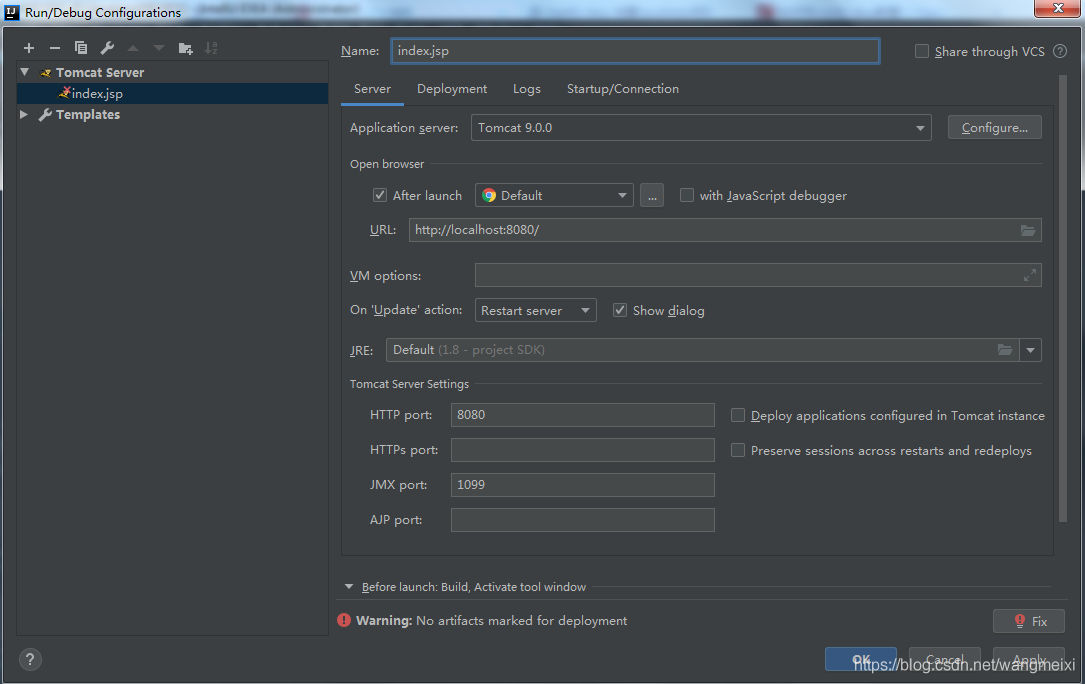 Run/Debug Configurations
Name: index.jsp
Share through VCS
Tomcat Server
index.jsp
Templates
Server Deployment Logs Startup/Connection
Application server: Tomcat 9.0.0 Configure...
Open browser
After launch Default ... with JavaScript debugger
URL: http://localhost:8080/
VM options:
On 'Update' action: Restart server Show dialog
JRE: Default (1.8 - project SDK)
Tomcat Server Settings
HTTP port: 8080 Deploy applications configured in Tomcat instance
HTTPs port: Preserve sessions across restarts and redeploys
JMX port: 1099
AJP port:
Before launch: Build, Activate tool window
Warning: No artifacts marked for deployment Fix
? OK Cancel Apply
https://blog.csdn.net/wangmeixi